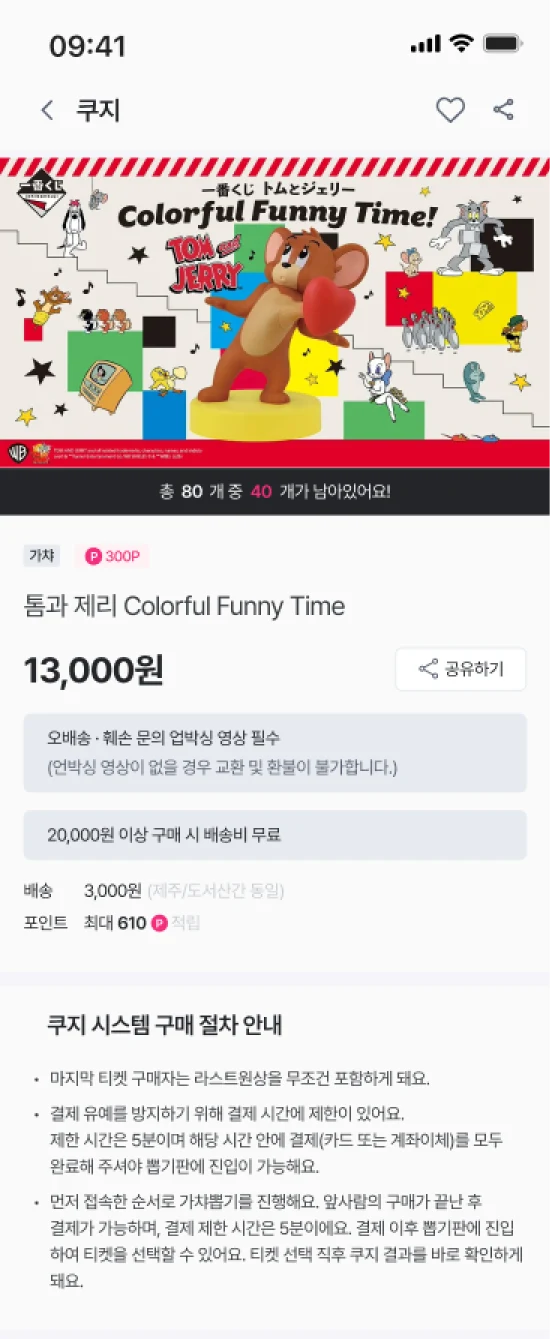 09:41
쿠지
一番くじ
一番くじ トムとジェリー
Colorful Funny Time!
TOM and JERRY
WB
총 80 개 중 40 개가 남아있어요!
가챠 P 300P
톰과 제리 Colorful Funny Time
13,000원
공유하기
오배송 · 훼손 문의 업박싱 영상 필수
(언박싱 영상이 없을 경우 교환 및 환불이 불가합니다.)
20,000원 이상 구매 시 배송비 무료
배송 3,000원 (제주/도서산간 동일)
포인트 최대 610 P 적립
쿠지 시스템 구매 절차 안내
• 마지막 티켓 구매자는 라스트원상을 무조건 포함하게 돼요.
• 결제 유예를 방지하기 위해 결제 시간에 제한이 있어요.
제한 시간은 5분이며 해당 시간 안에 결제(카드 또는 계좌이체)를 모두
완료해 주셔야 뽑기판에 진입이 가능해요.
• 먼저 접속한 순서로 가챠뽑기를 진행해요. 앞사람의 구매가 끝난 후
결제가 가능하며, 결제 제한 시간은 5분이에요. 결제 이후 뽑기판에 진입
하여 티켓을 선택할 수 있어요. 티켓 선택 직후 쿠지 결과를 바로 확인하게
돼요.